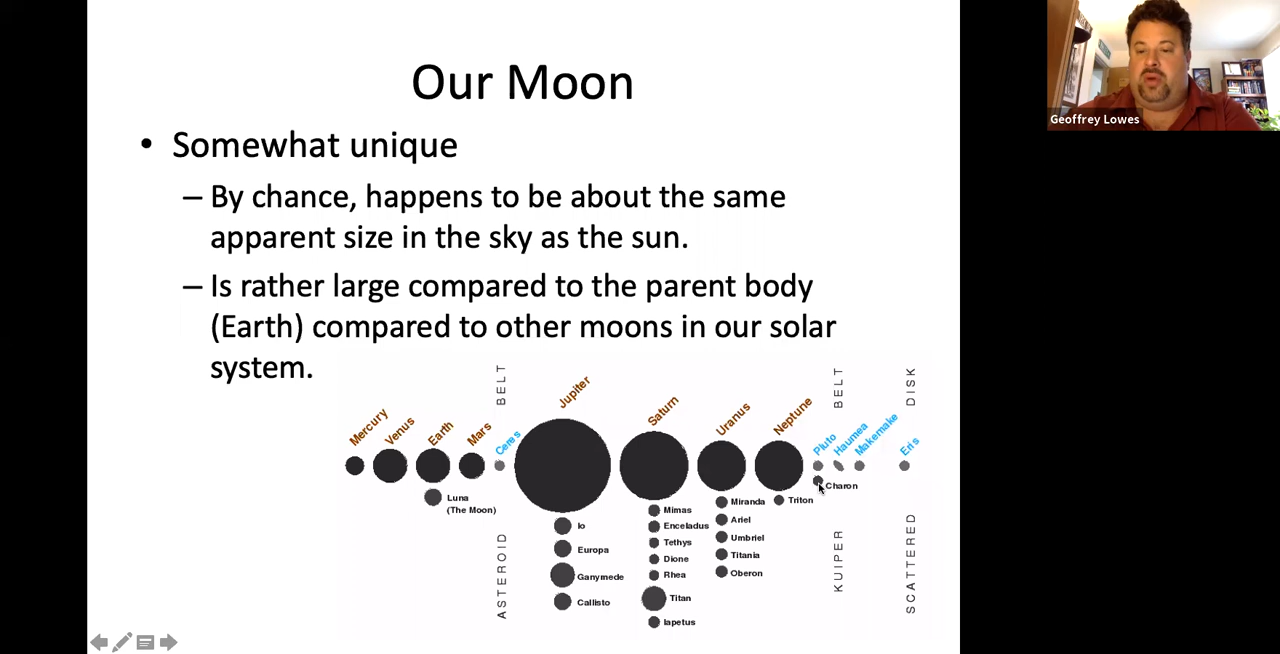 Our Moon
• Somewhat unique
– By chance, happens to be about the same
apparent size in the sky as the sun.
– Is rather large compared to the parent body
(Earth) compared to other moons in our solar
system.
Geoffrey Lowes
Mercury
Venus
Earth
Mars
Ceres
Jupiter
Saturn
Uranus
Neptune
Pluto
Haumea
Makemake
Eris
ASTEROID BELT
KUIPER BELT
SCATTERED DISK
Luna
(The Moon)
Io
Europa
Ganymede
Callisto
Mimas
Enceladus
Tethys
Dione
Rhea
Titan
Iapetus
Miranda
Ariel
Umbriel
Titania
Oberon
Triton
Charon